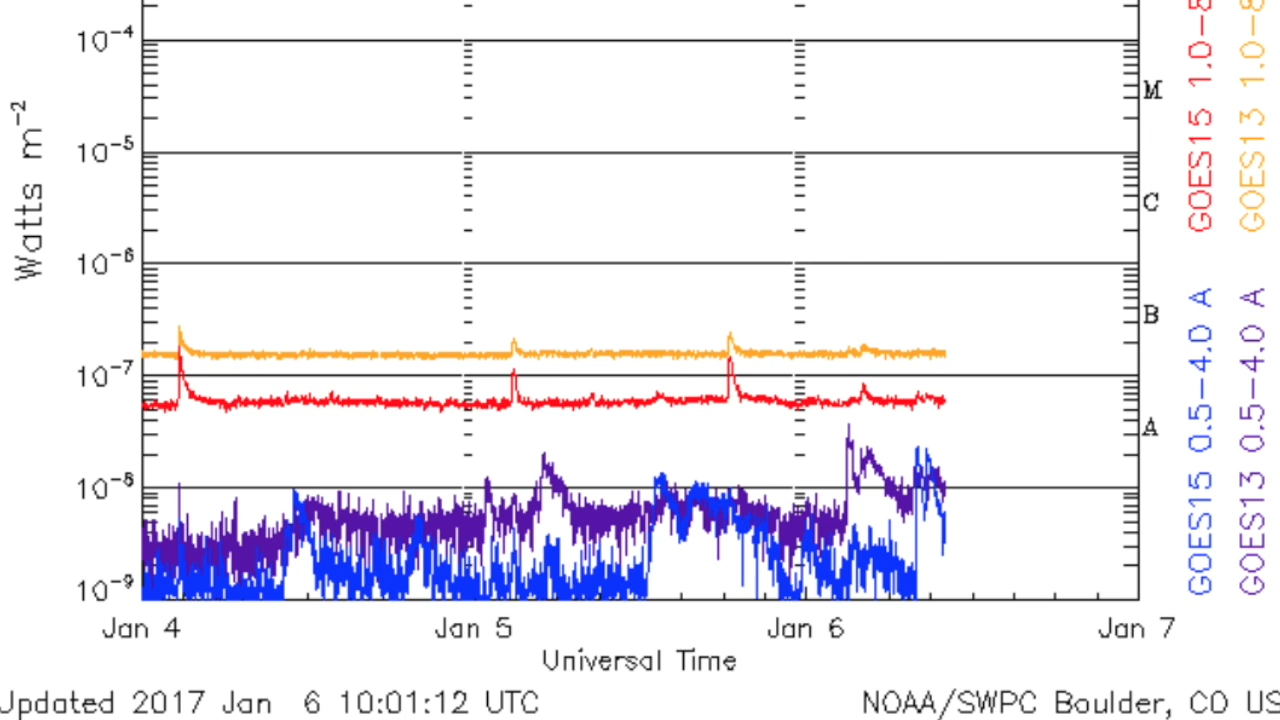 10-4
M
10-5
C
10-6
B
10-7
A
10-8
10-9
Watts m-2
Jan 4 Jan 5 Jan 6 Jan 7
Universal Time
Updated 2017 Jan 6 10:01:12 UTC
NOAA/SWPC Boulder, CO US
GOES15 0.5-4.0 A GOES15 1.0-8
GOES13 0.5-4.0 A GOES13 1.0-8